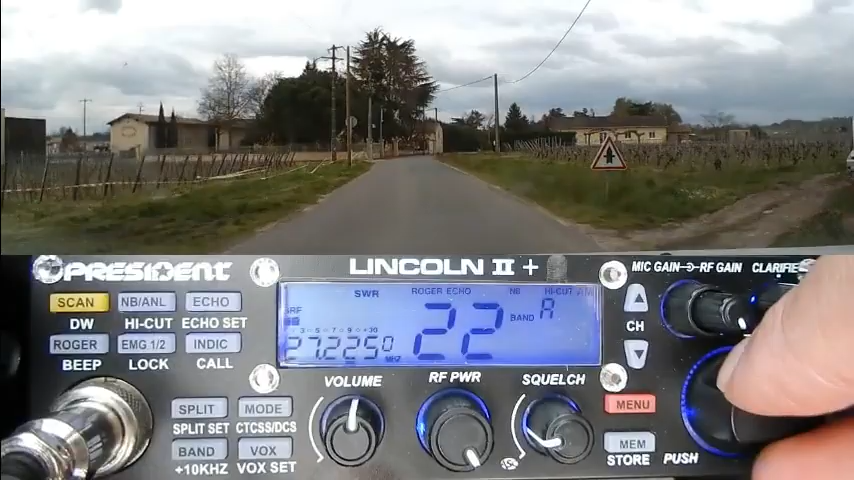 PRESIDENT
LINCOLN II +
MIC GAIN RF GAIN CLARIFIE
SCAN NB/ANL ECHO
DW HI-CUT ECHO SET
ROGER EMG 1/2 INDIC
BEEP LOCK CALL
SWR ROGER ECHO NB HI-CUT
22 BAND A
27.2250
CH
VOLUME RF PWR SQUELCH
SPLIT MODE
SPLIT SET CTCSS/DCS
BAND VOX
+10KHZ VOX SET
MENU
MEM
STORE PUSH